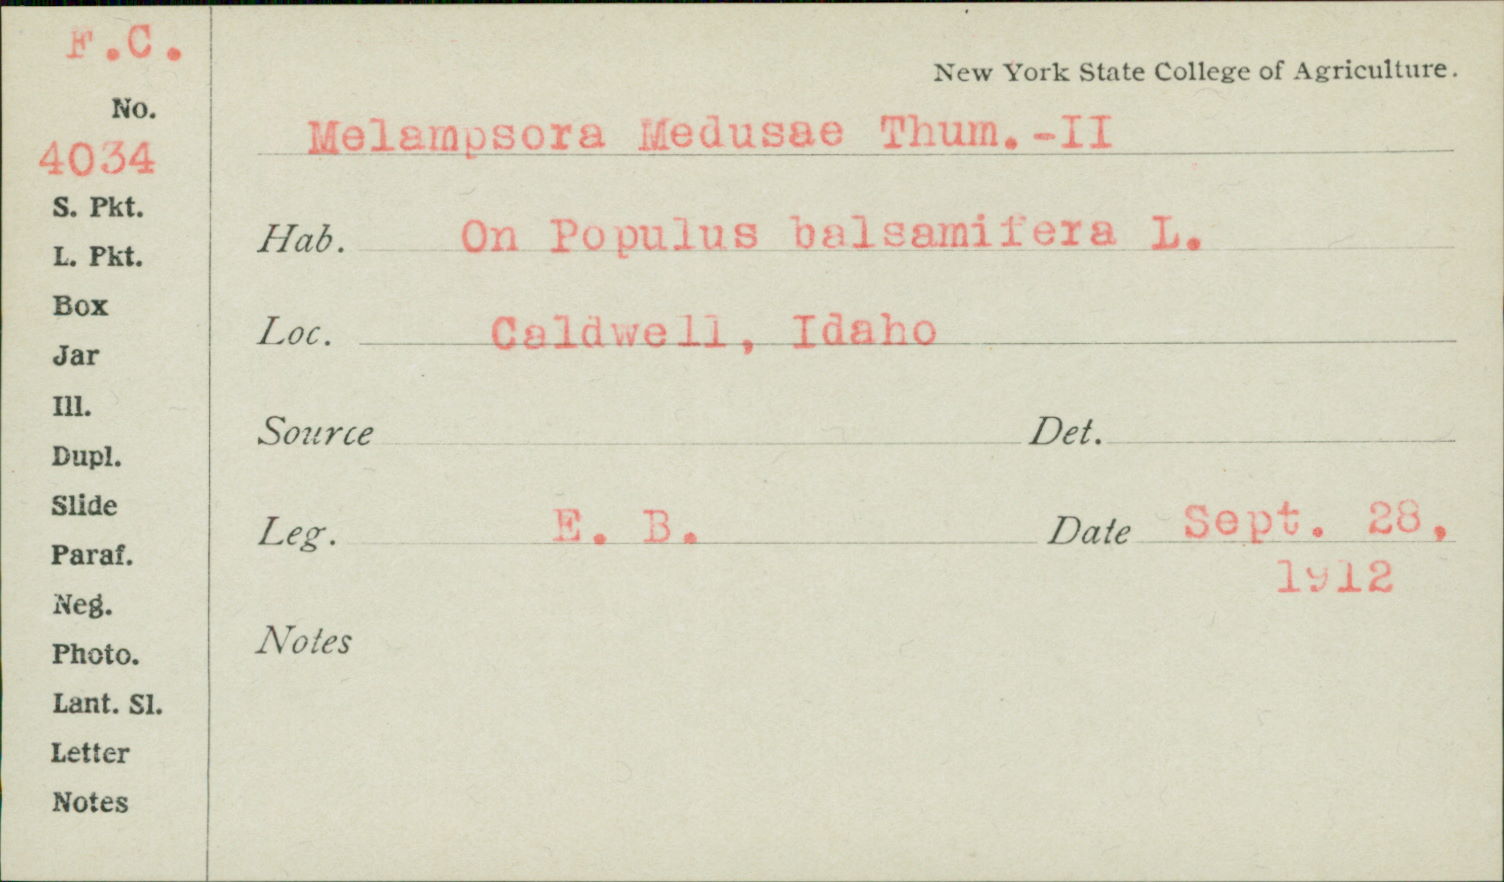 F.C.
No.
4034
S. Pkt.
L. Pkt.
Box
Jar
Ill.
Dupl.
Slide
Paraf.
Neg.
Photo.
Lant. Sl.
Letter
Notes
New York State College of Agriculture.
Melampsora Medusae Thum.-II
Hab. On Populus balsamifera L.
Loc. Caldwell, Idaho
Source Det.
Leg. E. B. Date Sept. 28,
1912
Notes